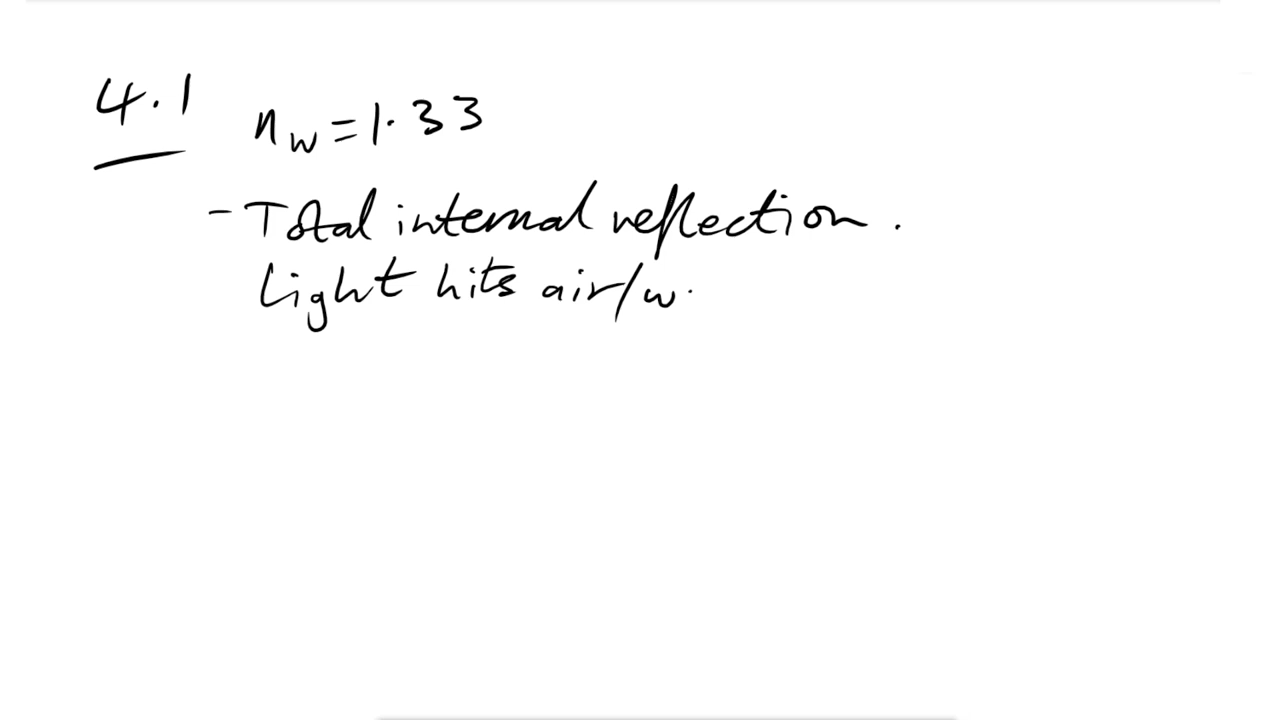 4.1
n_w = 1.33
- Total internal reflection.
Light hits air/w.